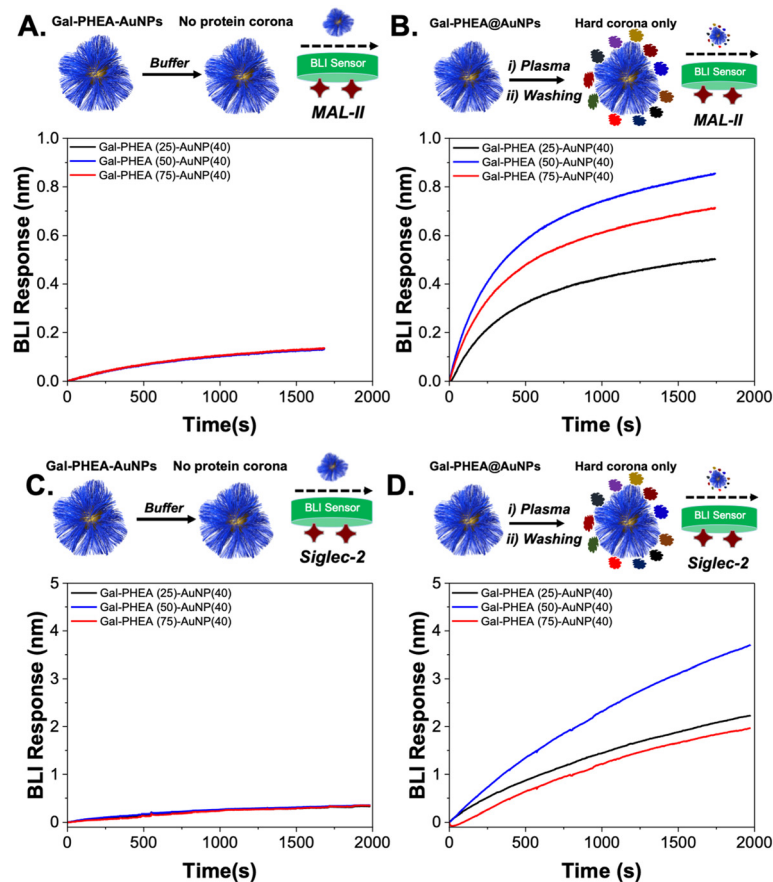 A.
Gal-PHEA-AuNPs
No protein corona
Buffer
BLI Sensor
MAL-II
Gal-PHEA (25)-AuNP(40)
Gal-PHEA (50)-AuNP(40)
Gal-PHEA (75)-AuNP(40)
BLI Response (nm)
1.0
0.8
0.6
0.4
0.2
0.0
0
500
1000
1500
2000
Time(s)
B.
Gal-PHEA@AuNPs
Hard corona only
i) Plasma
ii) Washing
BLI Sensor
MAL-II
Gal-PHEA (25)-AuNP(40)
Gal-PHEA (50)-AuNP(40)
Gal-PHEA (75)-AuNP(40)
BLI Response (nm)
1.0
0.8
0.6
0.4
0.2
0.0
0
500
1000
1500
2000
Time (s)
C.
Gal-PHEA-AuNPs
No protein corona
Buffer
BLI Sensor
Siglec-2
Gal-PHEA (25)-AuNP(40)
Gal-PHEA (50)-AuNP(40)
Gal-PHEA (75)-AuNP(40)
BLI Response (nm)
5
4
3
2
1
0
0
500
1000
1500
2000
Time(s)
D.
Gal-PHEA@AuNPs
Hard corona only
i) Plasma
ii) Washing
BLI Sensor
Siglec-2
Gal-PHEA (25)-AuNP(40)
Gal-PHEA (50)-AuNP(40)
Gal-PHEA (75)-AuNP(40)
BLI Response (nm)
5
4
3
2
1
0
0
500
1000
1500
2000
Time (s)